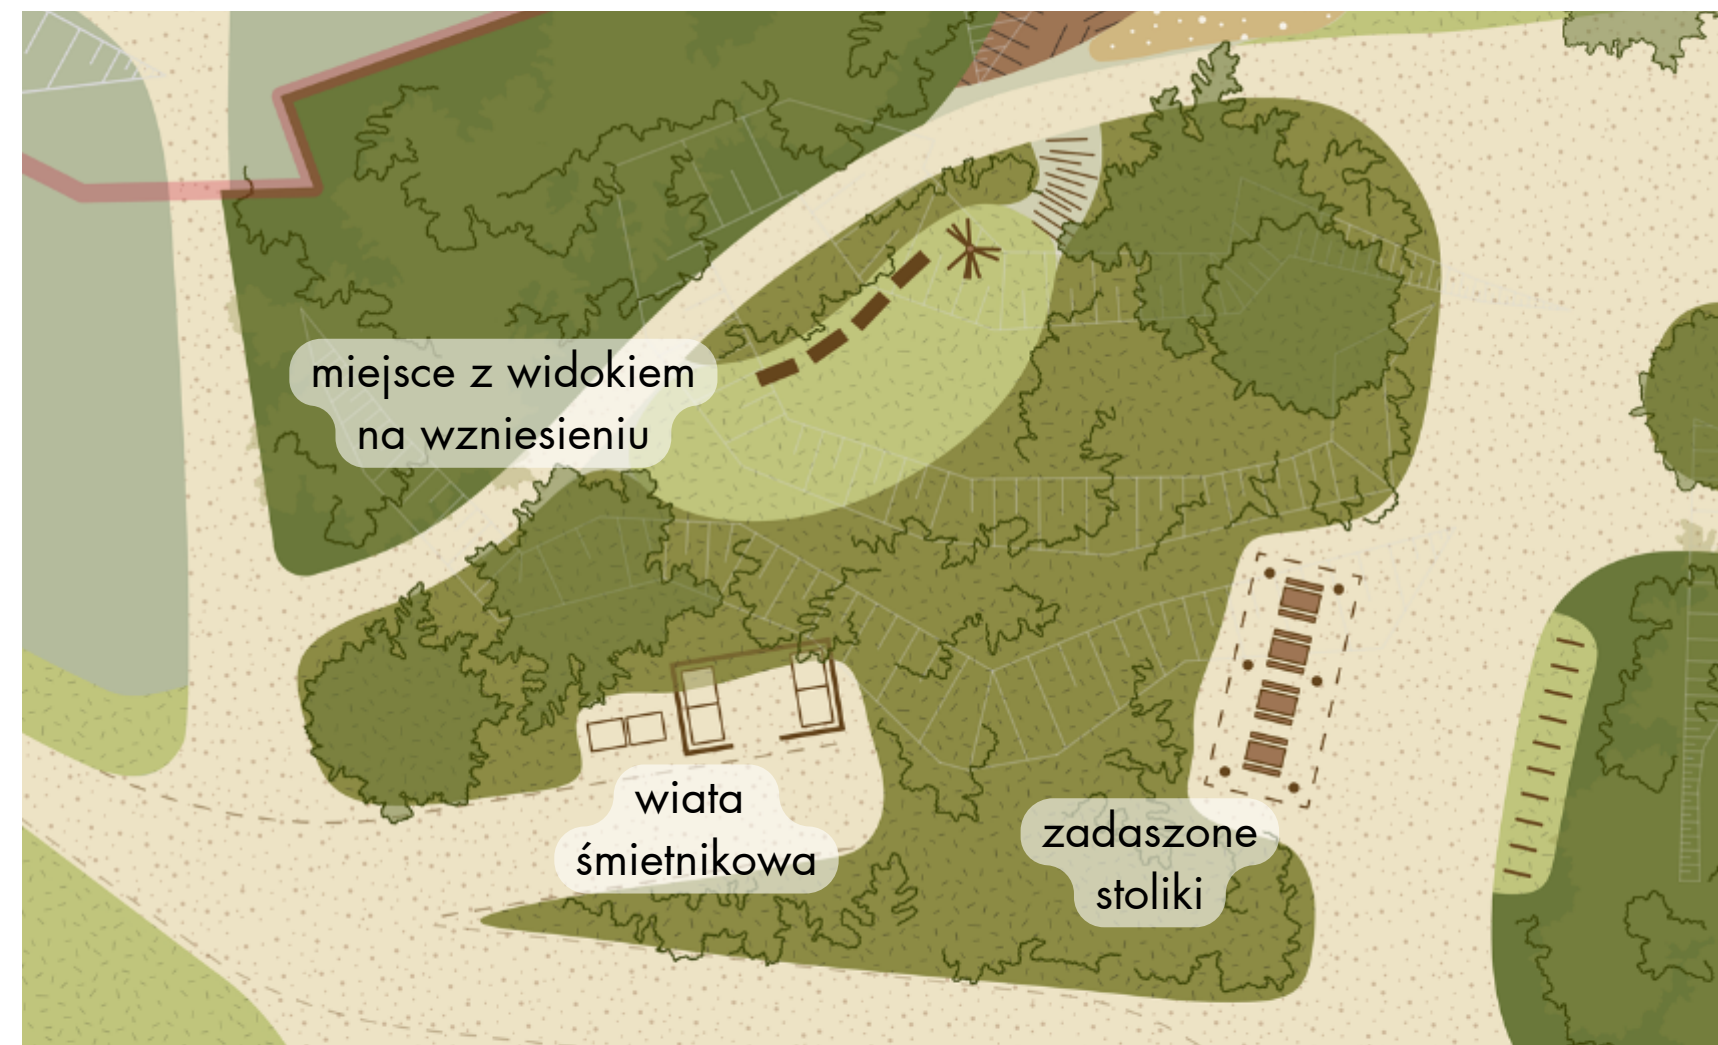 miejsce z widokiem
na wzniesieniu
wiata
śmietnikowa
zadaszone
stoliki